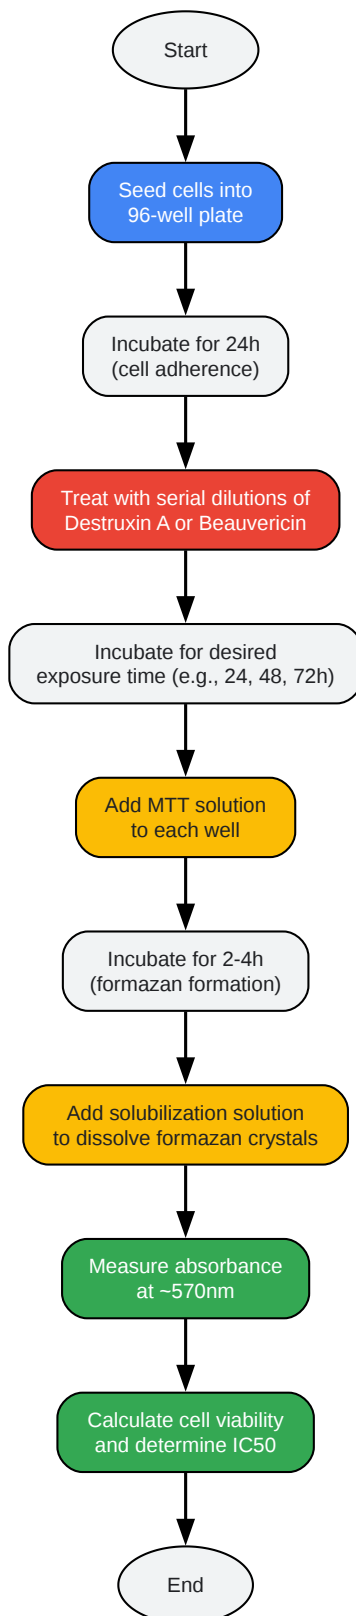 Start
Seed cells into
96-well plate
Incubate for 24h
(cell adherence)
Treat with serial dilutions of
Destruxin A or Beauvericin
Incubate for desired
exposure time (e.g., 24, 48, 72h)
Add MTT solution
to each well
Incubate for 2-4h
(formazan formation)
Add solubilization solution
to dissolve formazan crystals
Measure absorbance
at ~570nm
Calculate cell viability
and determine IC50
End